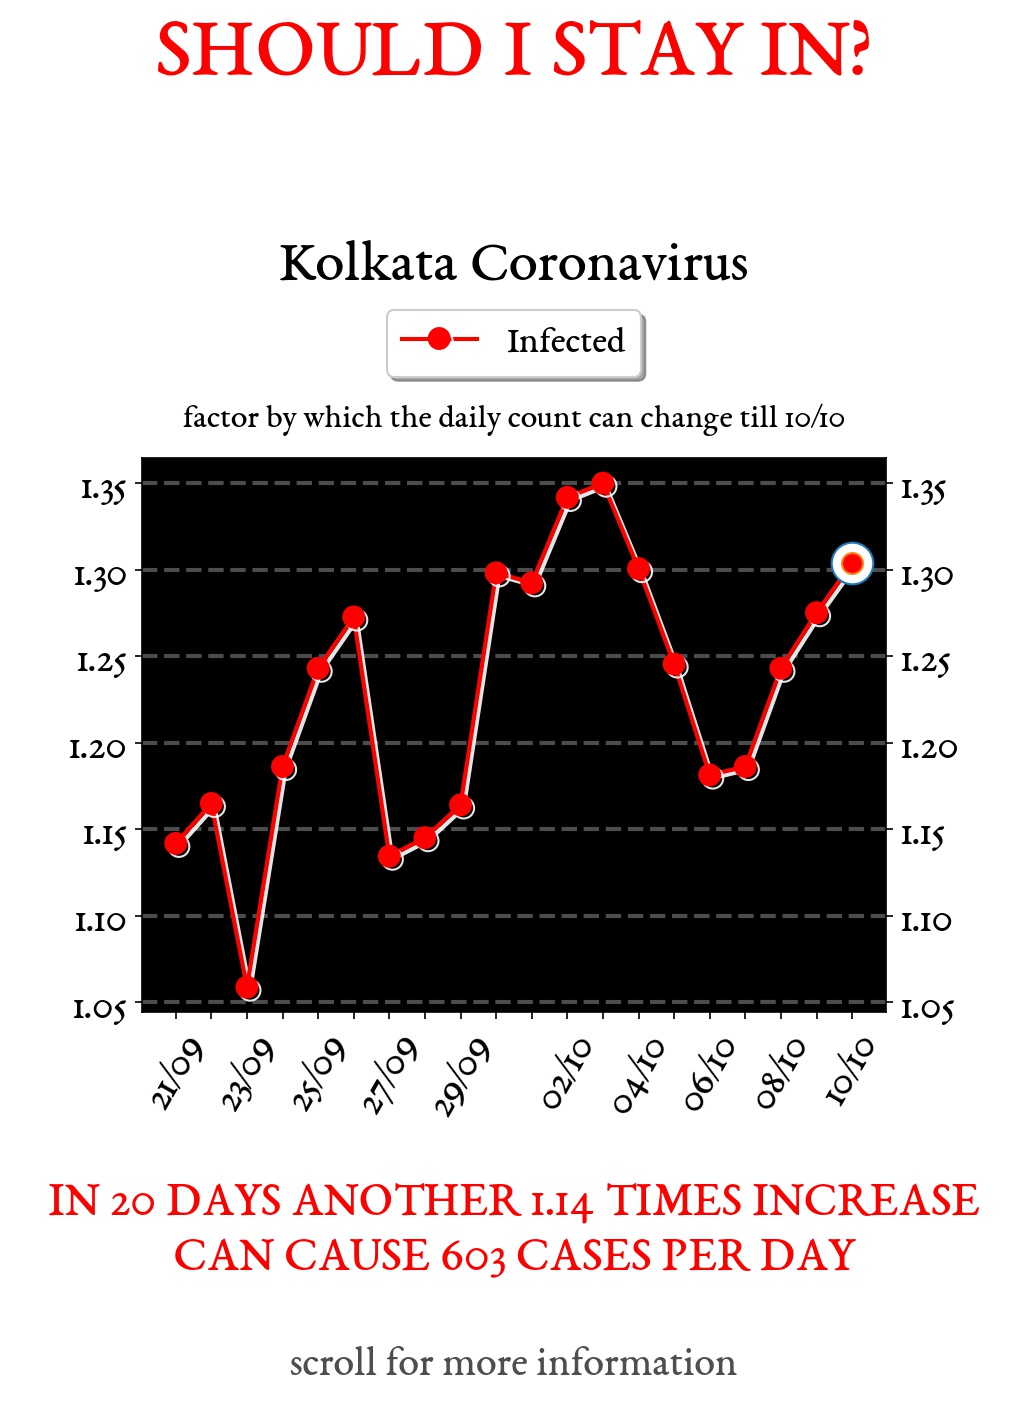 SHOULD I STAY IN?
Kolkata Coronavirus
Infected
factor by which the daily count can change till 10/10
1.35 1.35
1.30 1.30
1.25 1.25
1.20 1.20
1.15 1.15
1.10 1.10
1.05 1.05
21/09 23/09 25/09 27/09 29/09 02/10 04/10 06/10 08/10 10/10
IN 20 DAYS ANOTHER 1.14 TIMES INCREASE
CAN CAUSE 603 CASES PER DAY
scroll for more information